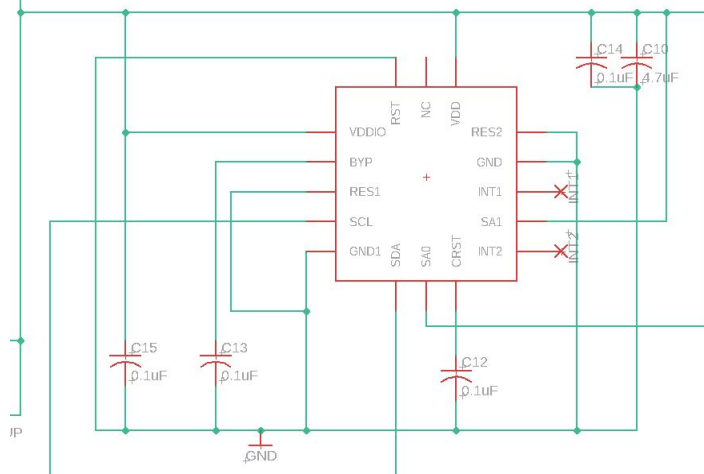 C14
C10
0.1uF
4.7uF
RST
NC
VDD
VDDIO
RES2
BYP
GND
RES1
INT1
INT1
SCL
SA1
GND1
INT2
INT2
SDA
SA0
CRST
C15
C13
C12
0.1uF
0.1uF
0.1uF
GND